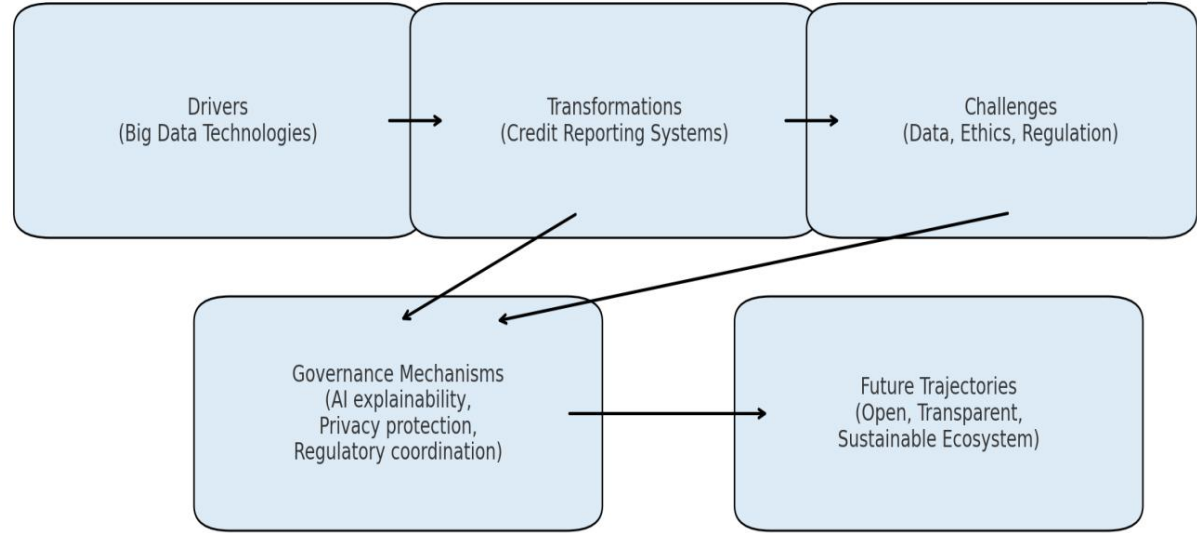 Drivers
(Big Data Technologies)
Transformations
(Credit Reporting Systems)
Challenges
(Data, Ethics, Regulation)
Governance Mechanisms
(AI explainability,
Privacy protection,
Regulatory coordination)
Future Trajectories
(Open, Transparent,
Sustainable Ecosystem)